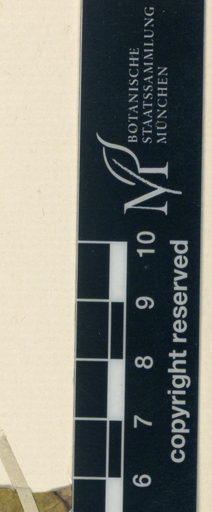 BOTANISCHE
STAATSSAMMLUNG
MÜNCHEN
M
10
9
8
7
6
copyright reserved